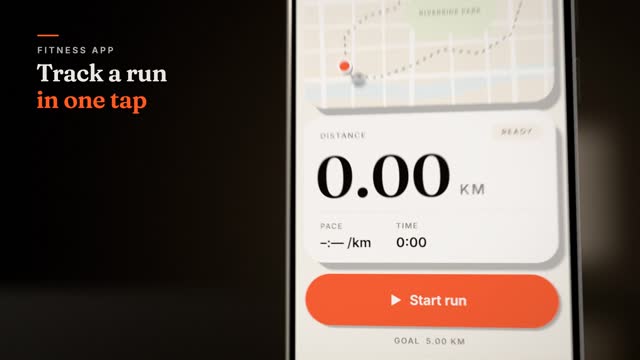 FITNESS APP
Track a run
in one tap
RIVERSIDE PARK
DISTANCE
READY
0.00 KM
PACE
TIME
–:–– /km
0:00
Start run
GOAL 5.00 KM